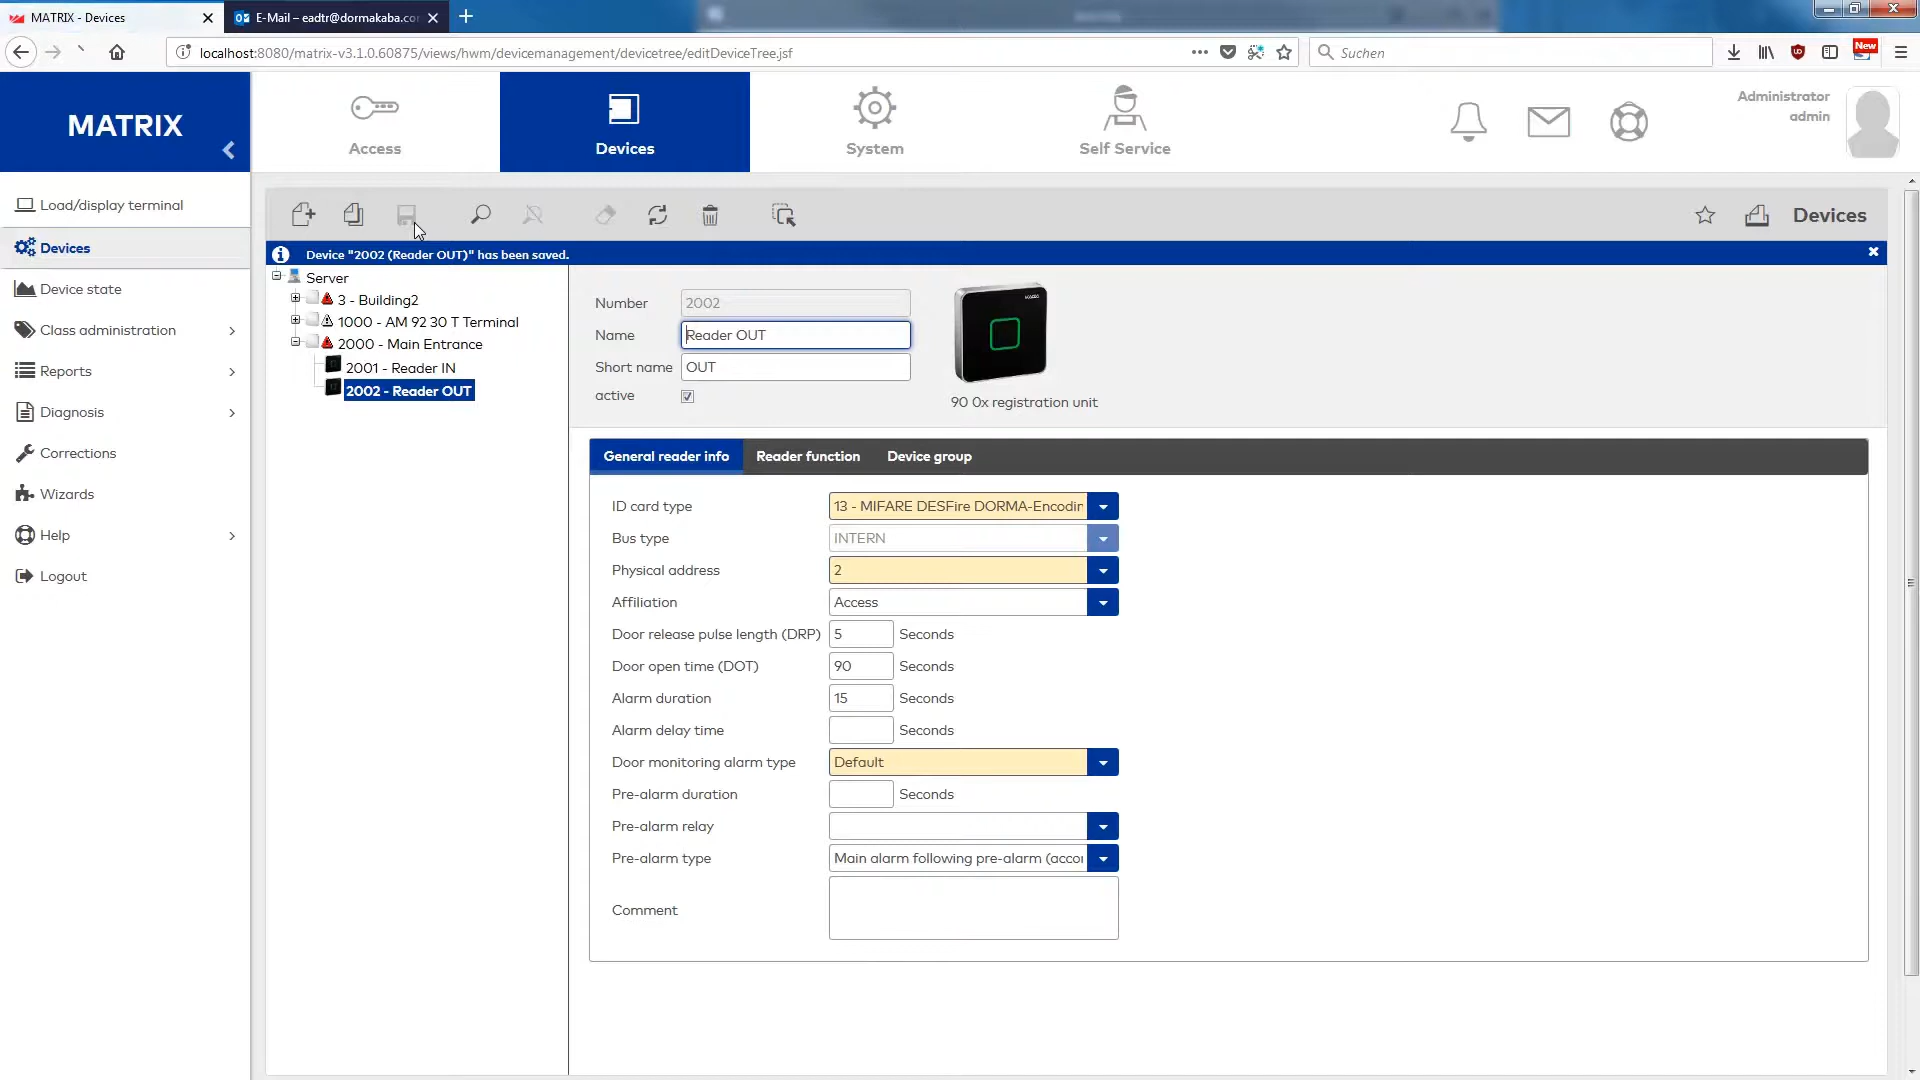 MATRIX - Devices
E-Mail – eadtr@dormakaba.co
localhost:8080/matrix-v3.1.0.60875/views/hwm/devicemanagement/devicetree/editDeviceTree.jsf
Suchen
New
MATRIX
Access
Devices
System
Self Service
Administrator
admin
Load/display terminal
Devices
Device state
Class administration
Reports
Diagnosis
Corrections
Wizards
Help
Logout
Devices
Device "2002 (Reader OUT)" has been saved.
Server
3 - Building2
1000 - AM 92 30 T Terminal
2000 - Main Entrance
2001 - Reader IN
2002 - Reader OUT
Number 2002
Name Reader OUT
Short name OUT
active
90 0x registration unit
General reader info Reader function Device group
ID card type 13 - MIFARE DESFire DORMA-Encodin
Bus type INTERN
Physical address 2
Affiliation Access
Door release pulse length (DRP) 5 Seconds
Door open time (DOT) 90 Seconds
Alarm duration 15 Seconds
Alarm delay time Seconds
Door monitoring alarm type Default
Pre-alarm duration Seconds
Pre-alarm relay
Pre-alarm type Main alarm following pre-alarm (accor
Comment